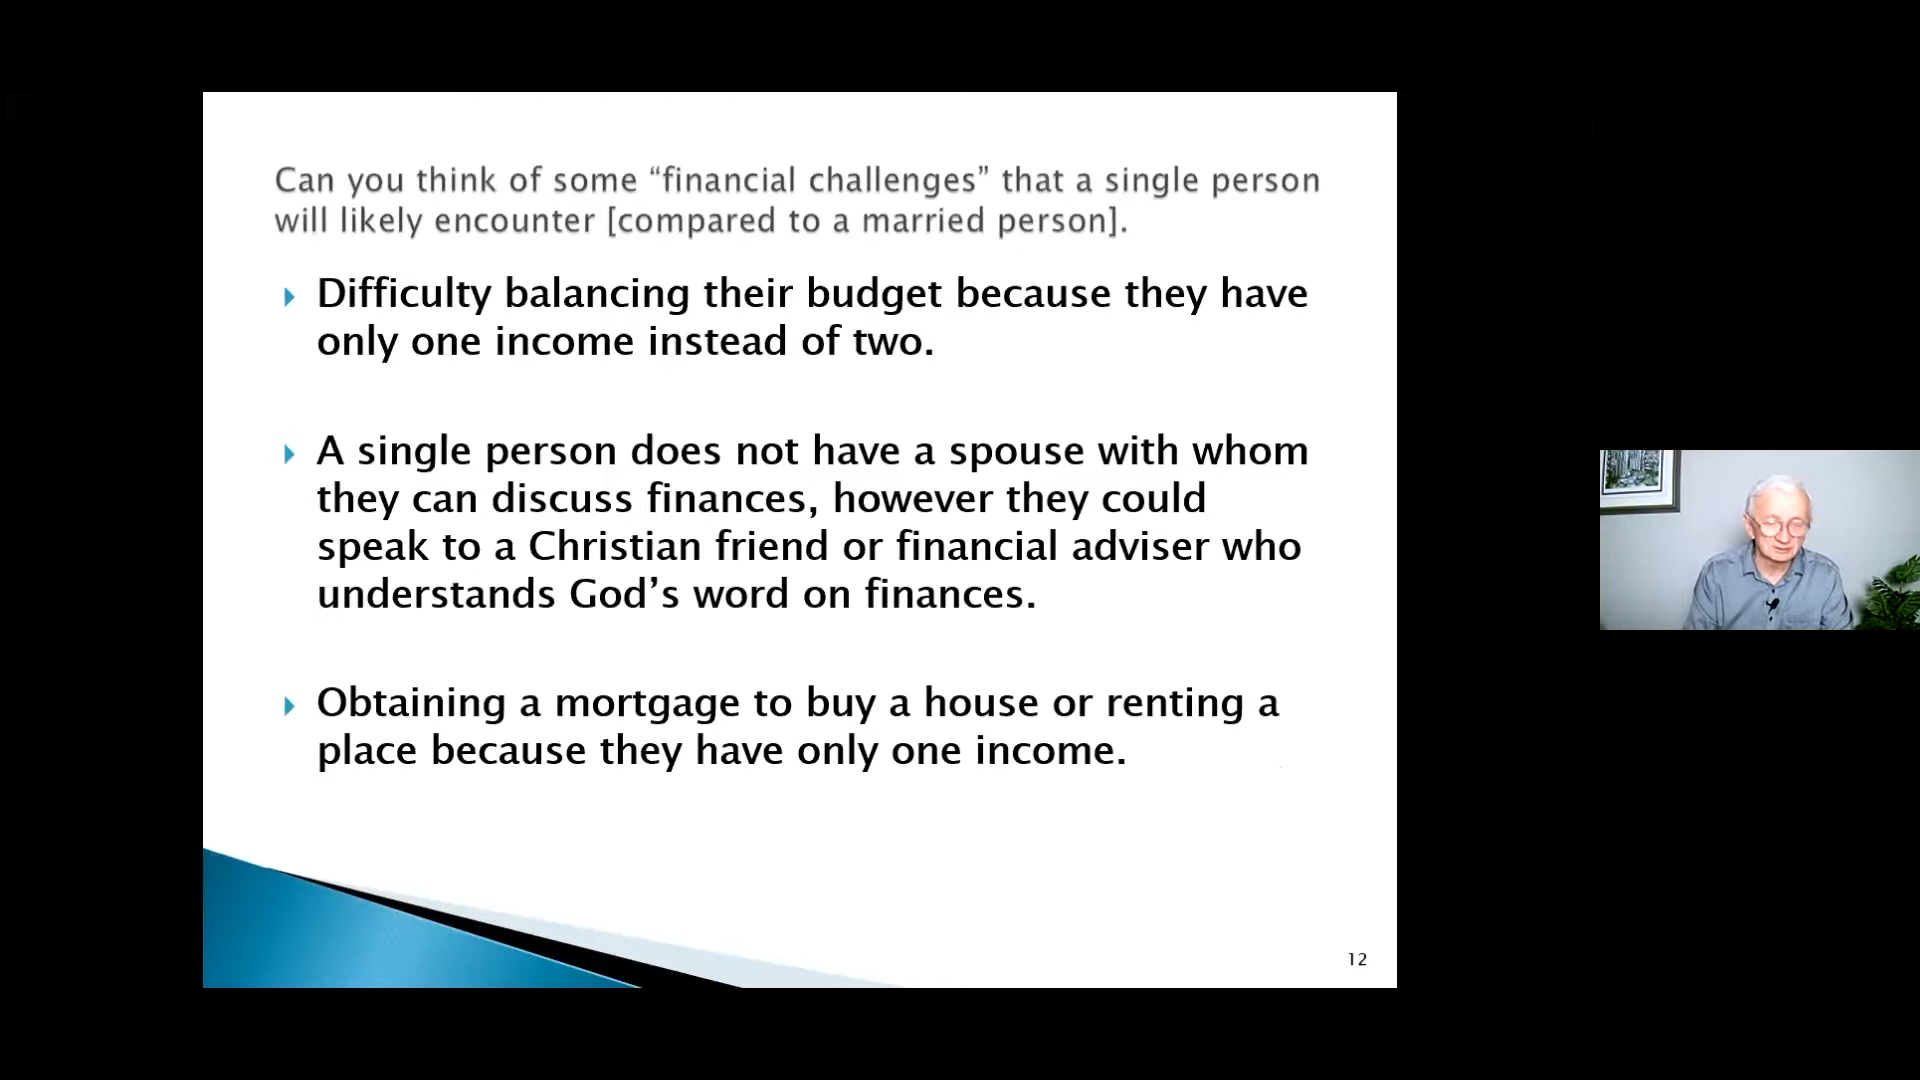 Can you think of some “financial challenges” that a single person
will likely encounter [compared to a married person].
Difficulty balancing their budget because they have
only one income instead of two.
A single person does not have a spouse with whom
they can discuss finances, however they could
speak to a Christian friend or financial adviser who
understands God’s word on finances.
Obtaining a mortgage to buy a house or renting a
place because they have only one income.
12